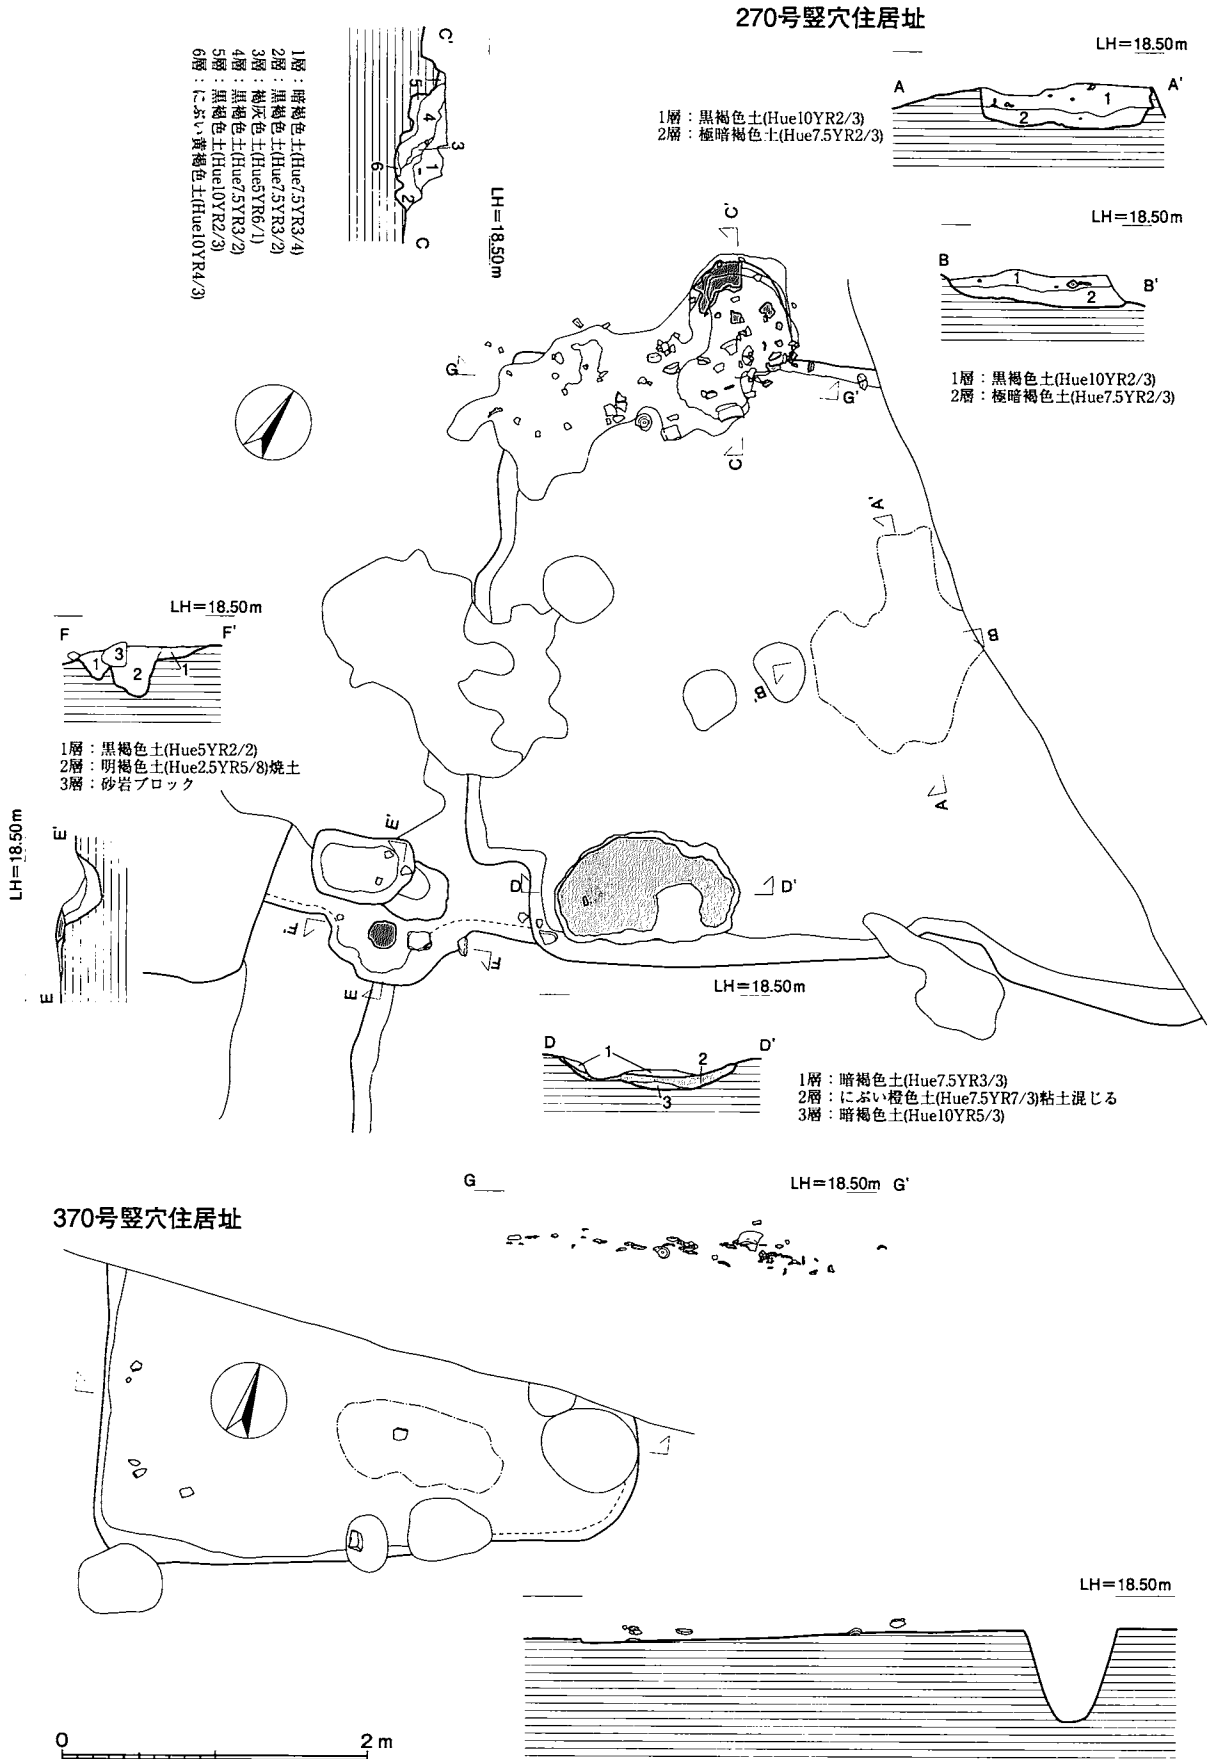 270号竪穴住居址
LH=18.50m
A
A'
1
2
1層：黒褐色土(Hue10YR2/3)
2層：極暗褐色土(Hue7.5YR2/3)
LH=18.50m
B
B'
1
2
1層：黒褐色土(Hue10YR2/3)
2層：極暗褐色土(Hue7.5YR2/3)
C'
C
5
4
3
1
6
2
LH=18.50m
1層：暗褐色土(Hue7.5YR3/4)
2層：黒褐色土(Hue7.5YR3/2)
3層：褐灰色土(Hue5YR6/1)
4層：黒褐色土(Hue7.5YR3/2)
5層：黒褐色土(Hue10YR2/3)
6層：にぶい黄褐色土(Hue10YR4/3)
C'
G
G'
C
A'
B
B'
A
LH=18.50m
F
F'
1
3
2
1
1層：黒褐色土(Hue5YR2/2)
2層：明褐色土(Hue2.5YR5/8)焼土
3層：砂岩ブロック
LH=18.50m
E'
E
E'
D
D'
F'
F
E
LH=18.50m
D
D'
1
2
3
1層：暗褐色土(Hue7.5YR3/3)
2層：にぶい橙色土(Hue7.5YR7/3)粘土混じる
3層：暗褐色土(Hue10YR5/3)
G
LH=18.50m G'
370号竪穴住居址
LH=18.50m
0
2 m